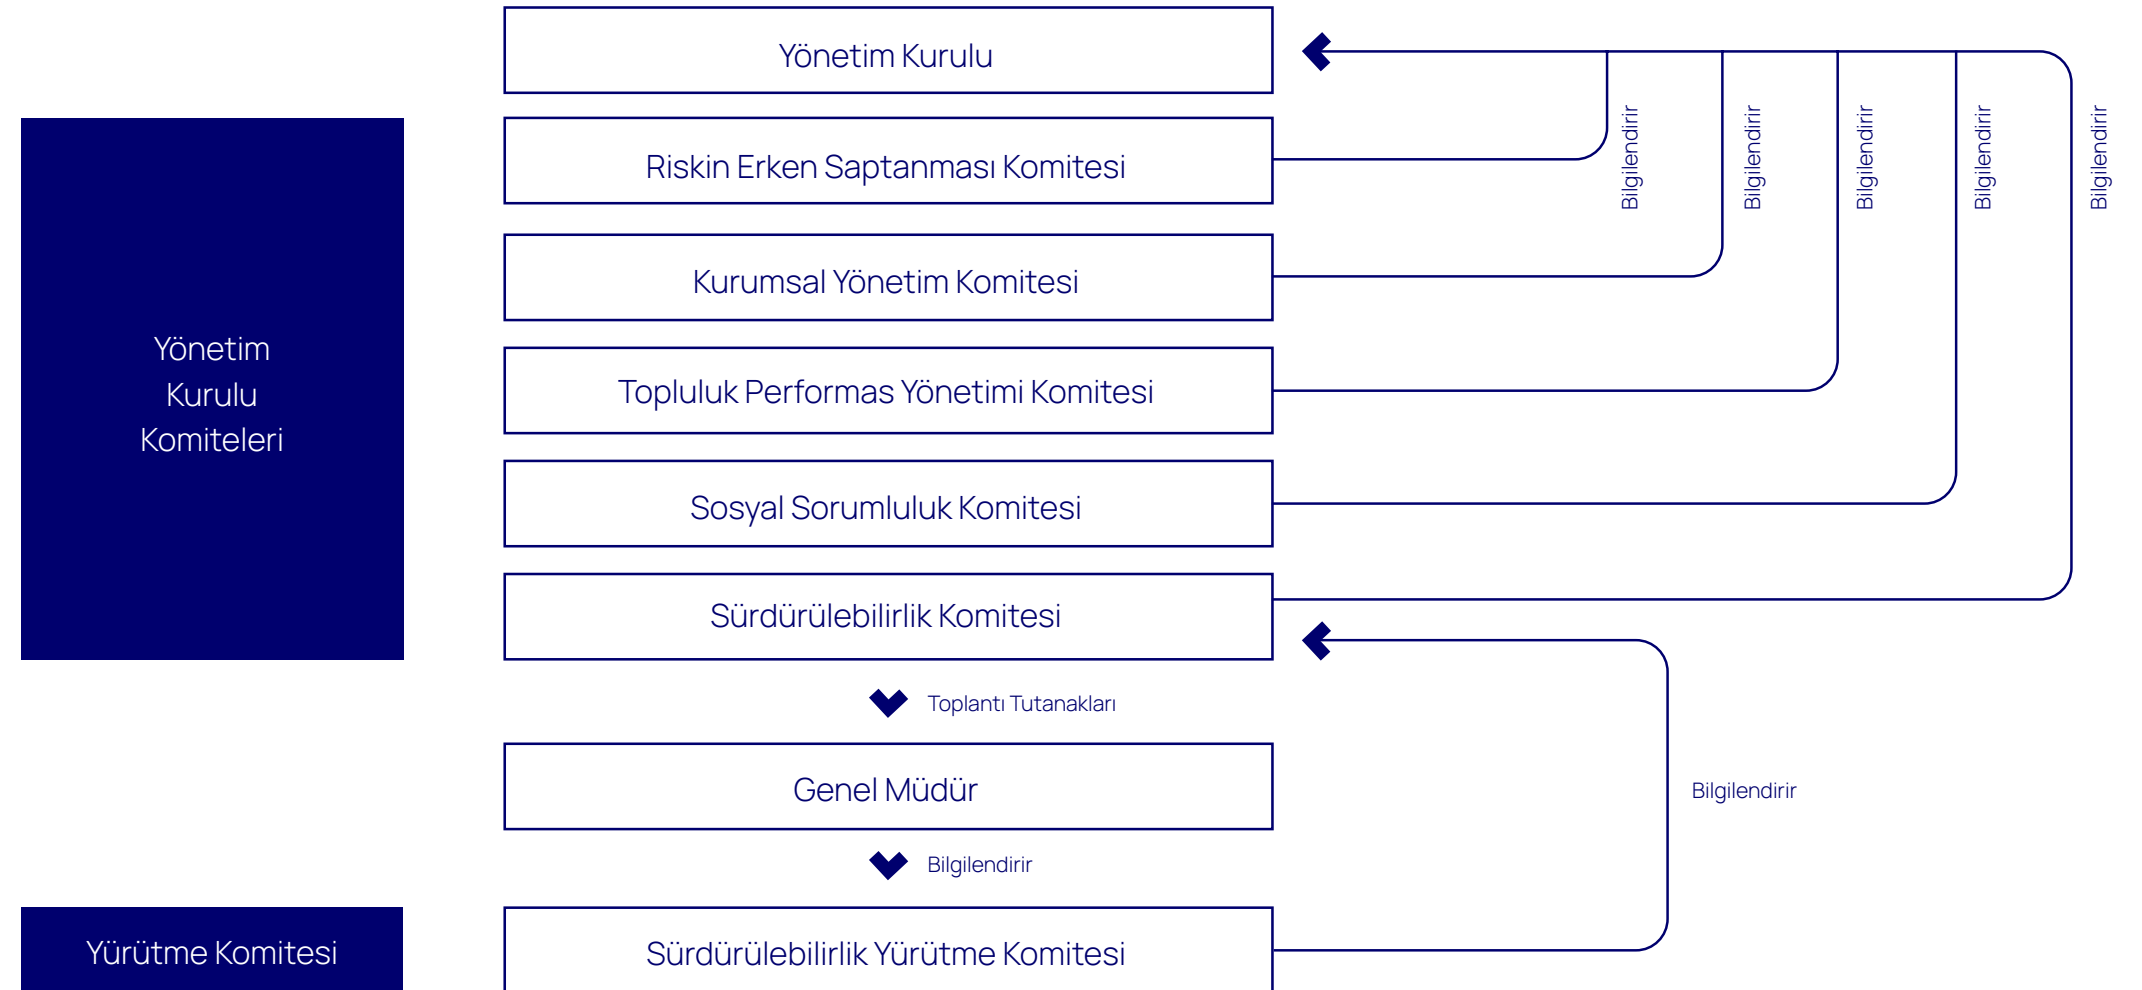 Yönetim Kurulu
Bilgilendirir
Bilgilendirir
Bilgilendirir
Bilgilendirir
Bilgilendirir
Yönetim
Kurulu
Komiteleri
Riskin Erken Saptanması Komitesi
Kurumsal Yönetim Komitesi
Topluluk Performas Yönetimi Komitesi
Sosyal Sorumluluk Komitesi
Sürdürülebilirlik Komitesi
Toplantı Tutanakları
Genel Müdür
Bilgilendirir
Bilgilendirir
Yürütme Komitesi
Sürdürülebilirlik Yürütme Komitesi